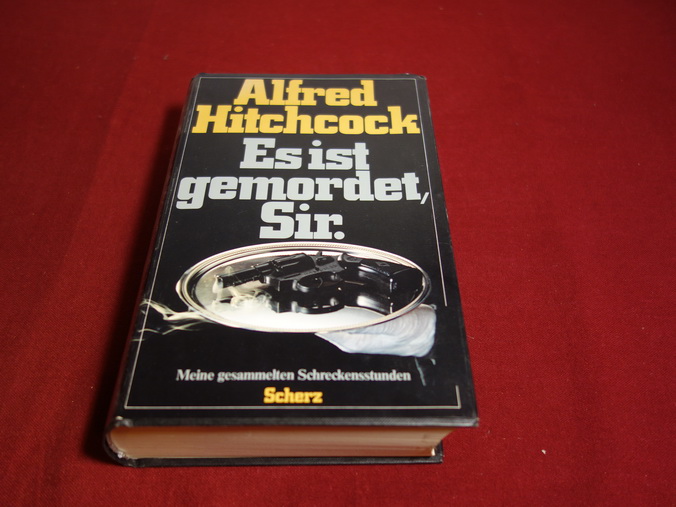 Alfred
Hitchcock
Es ist
gemordet,
Sir.
Meine gesammelten Schreckensstunden
Scherz